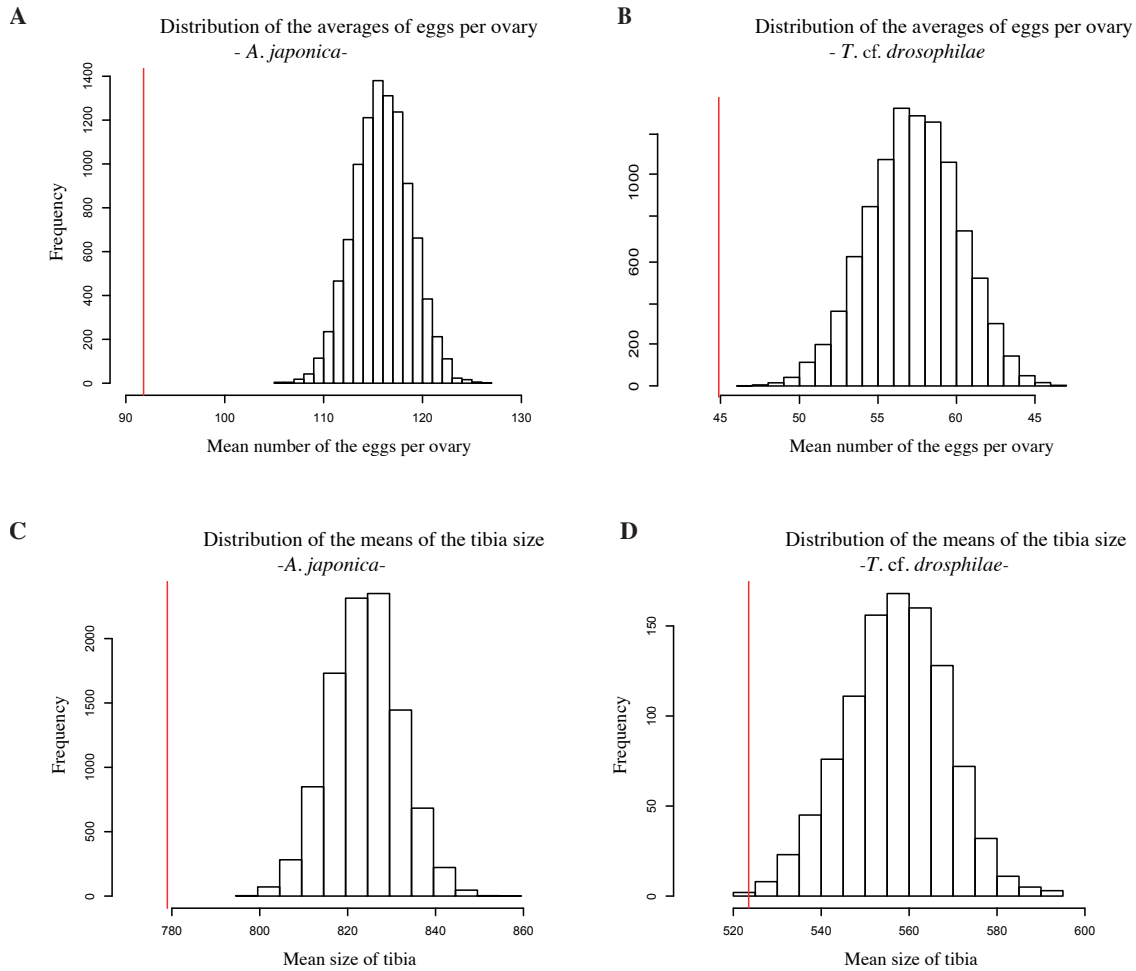 A
Distribution of the averages of eggs per ovary
- A. japonica-
Frequency
1400
1200
1000
800
600
400
200
0
90 100 110 120 130
Mean number of the eggs per ovary
B
Distribution of the averages of eggs per ovary
- T. cf. drosophilae
1000
600
200
0
45 50 55 60 45
Mean number of the eggs per ovary
C
Distribution of the means of the tibia size
-A. japonica-
Frequency
2000
1500
1000
500
0
780 800 820 840 860
Mean size of tibia
D
Distribution of the means of the tibia size
-T. cf. drosphilae-
Frequency
150
100
50
0
520 540 560 580 600
Mean size of tibia